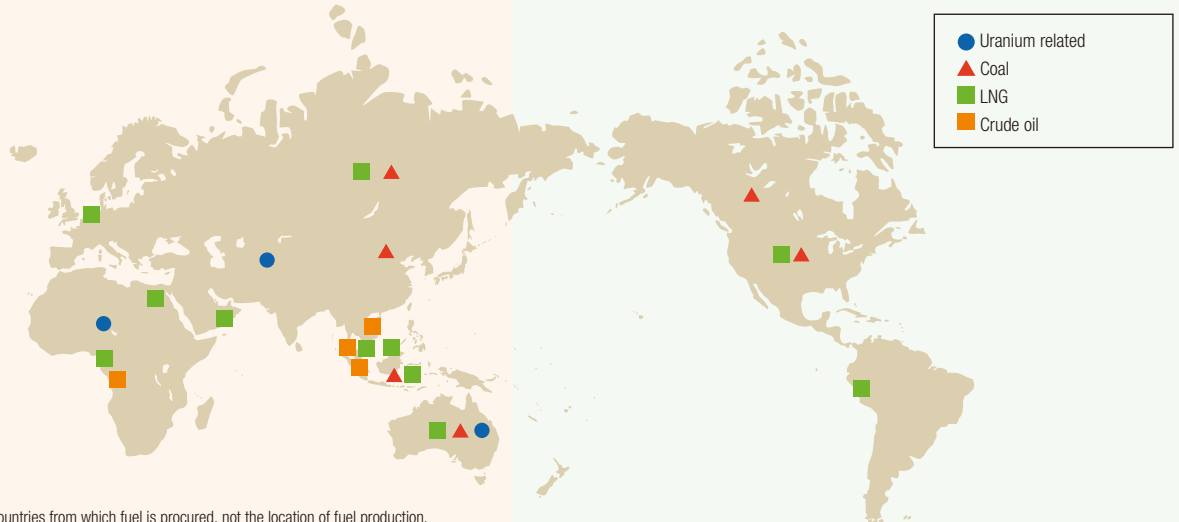 Uranium related
Coal
LNG
Crude oil
ountries from which fuel is procured, not the location of fuel production.